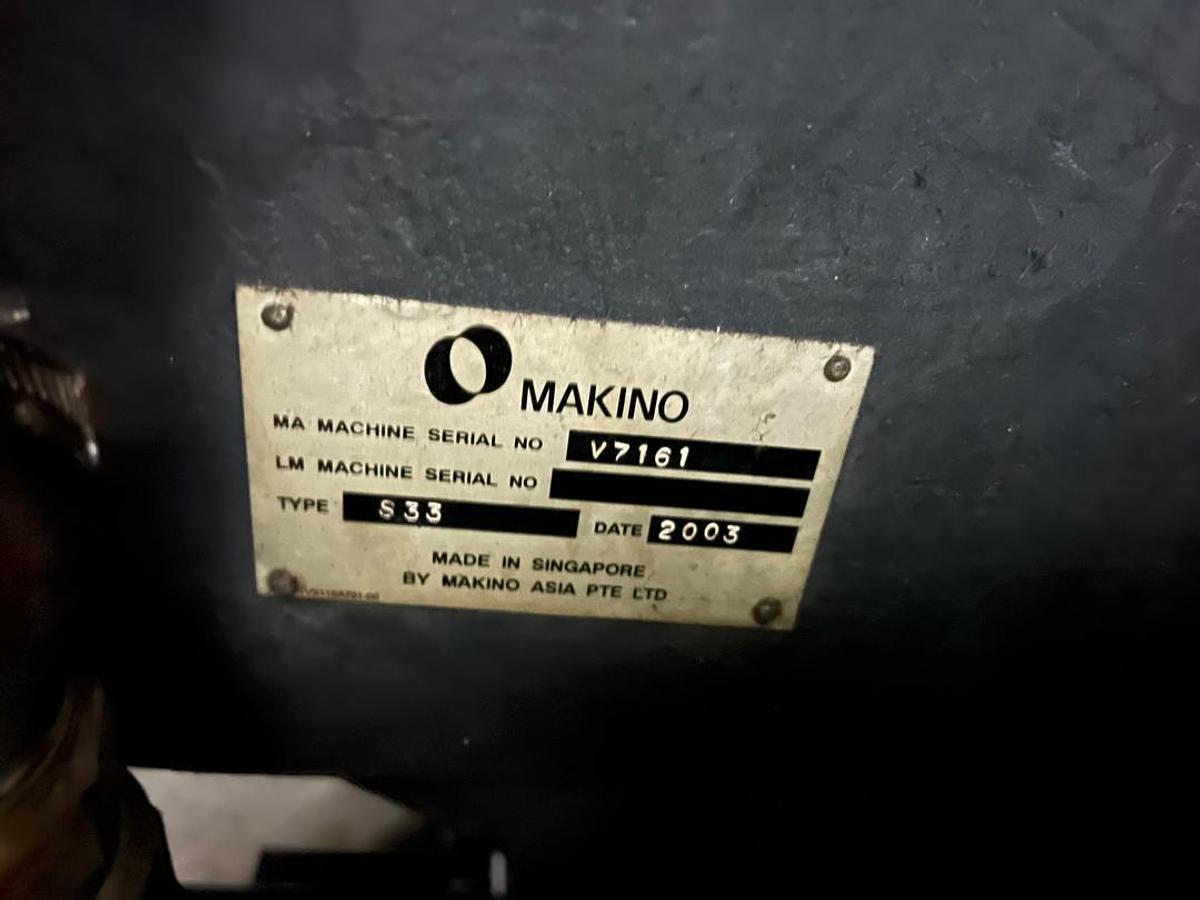 MAKINO
MA MACHINE SERIAL NO V7161
LM MACHINE SERIAL NO
TYPE S33 DATE 2003
MADE IN SINGAPORE
BY MAKINO ASIA PTE LTD